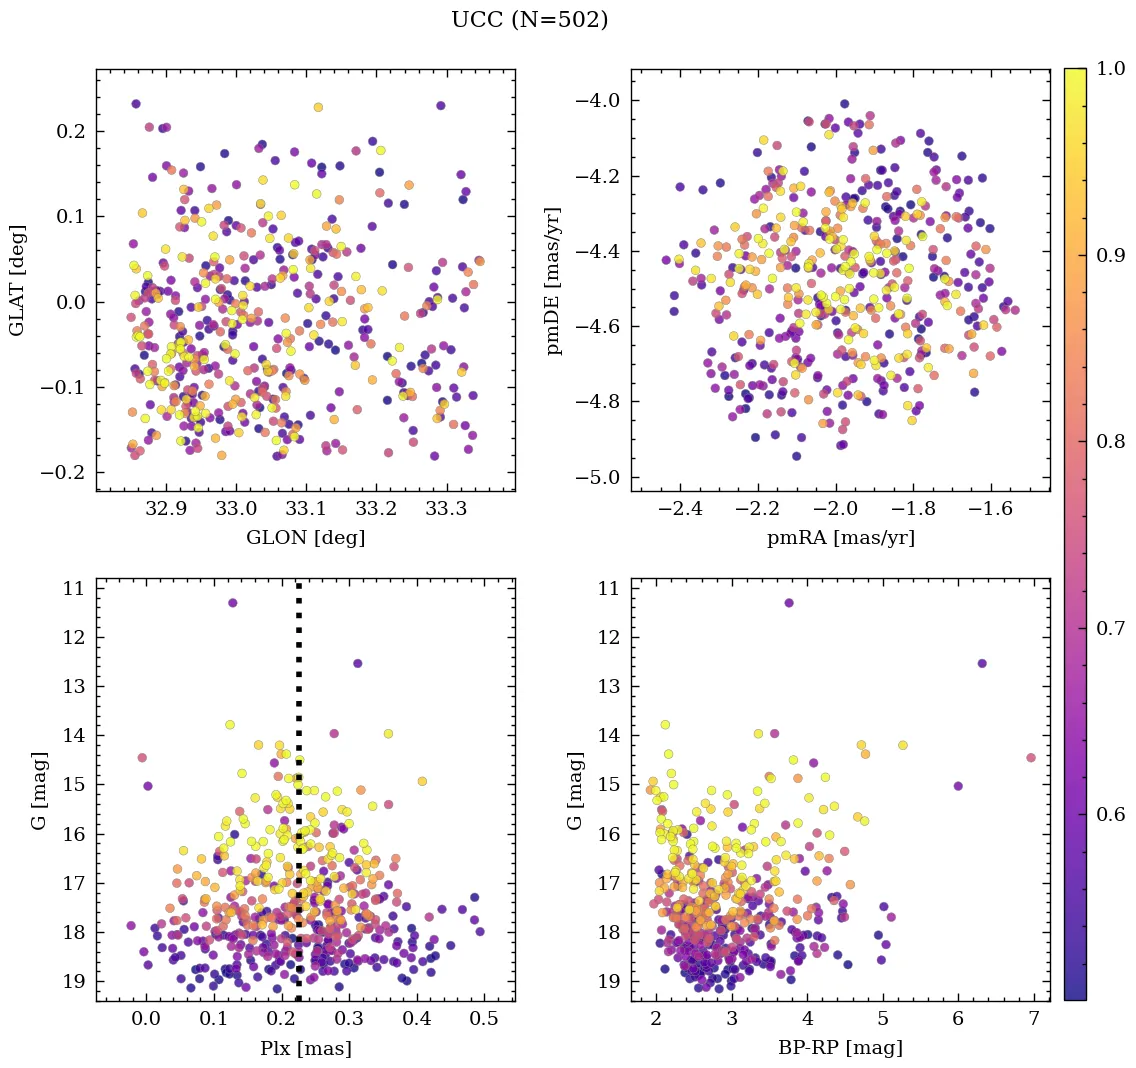 UCC (N=502)
0.2
0.1
0.0
−0.1
−0.2
GLAT [deg]
32.9 33.0 33.1 33.2 33.3
GLON [deg]
−4.0
−4.2
−4.4
−4.6
−4.8
−5.0
pmDE [mas/yr]
−2.4 −2.2 −2.0 −1.8 −1.6
pmRA [mas/yr]
1.0
0.9
0.8
0.7
0.6
11
12
13
14
15
16
17
18
19
G [mag]
0.0 0.1 0.2 0.3 0.4 0.5
Plx [mas]
11
12
13
14
15
16
17
18
19
G [mag]
2 3 4 5 6 7
BP-RP [mag]